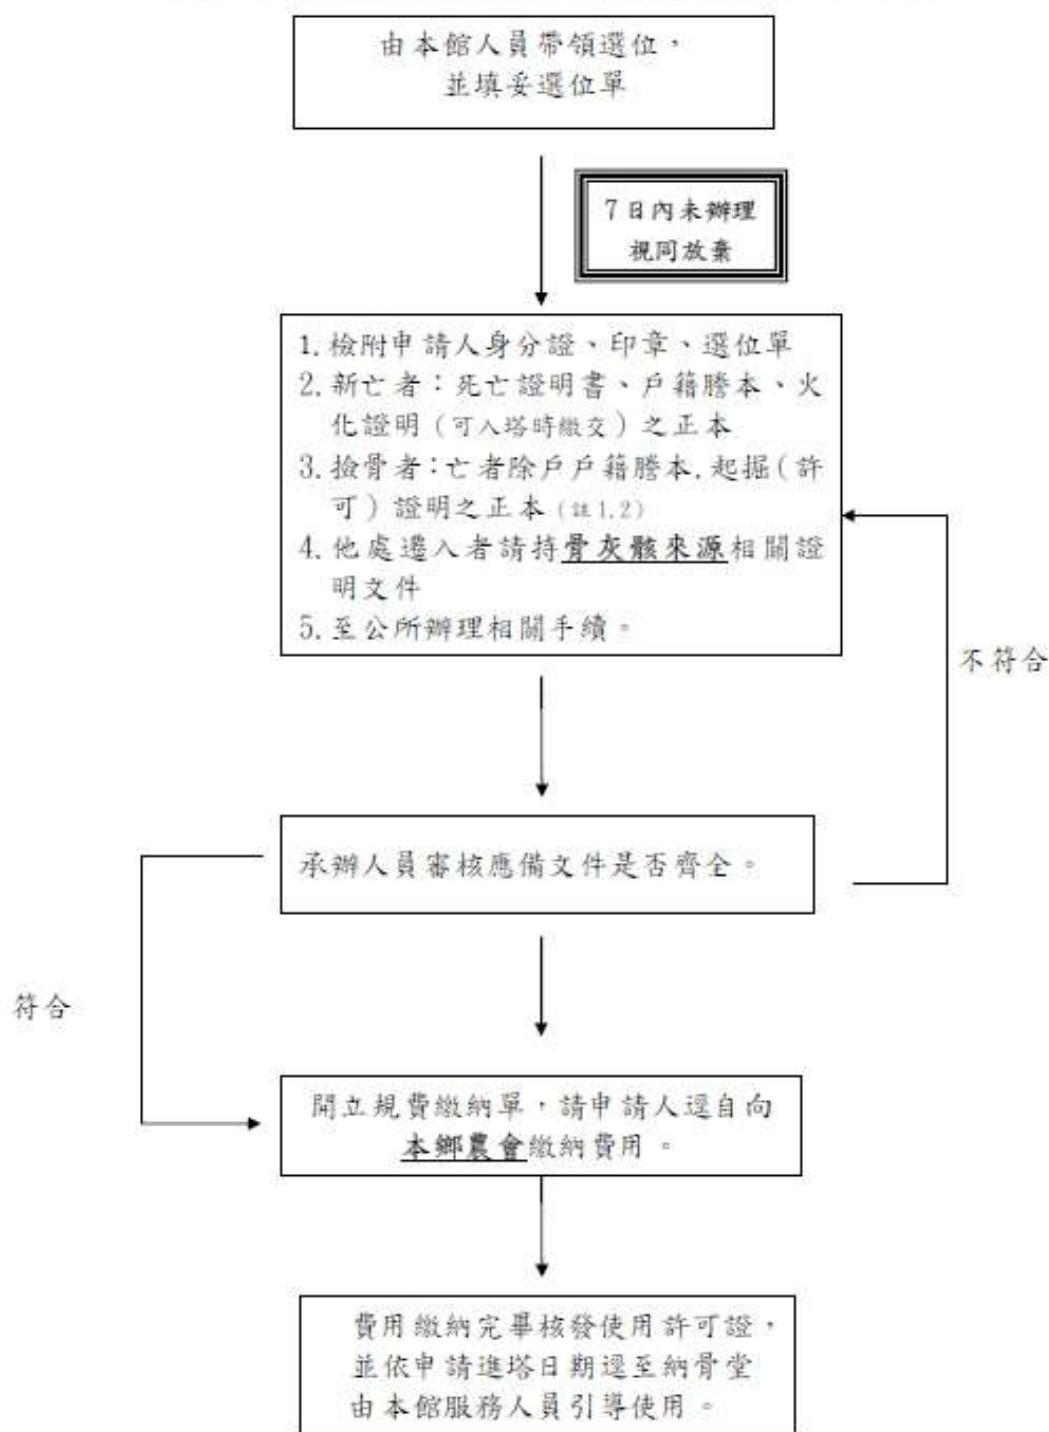 由本館人員帶領選位，
並填妥選位單
7日內未辦理
視同放棄
1.檢附申請人身分證、印章、選位單
2.新亡者：死亡證明書、戶籍謄本、火
化證明（可入塔時繳交）之正本
3.撿骨者：亡者除戶戶籍謄本.起掘（許
可）證明之正本（註1.2）
4.他處遷入者請持骨灰骸來源相關證
明文件
5.至公所辦理相關手續。
不符合
承辦人員審核應備文件是否齊全。
符合
開立規費繳納單，請申請人逕自向
本鄉農會繳納費用。
費用繳納完畢核發使用許可證，
並依申請進塔日期逕至納骨堂
由本館服務人員引導使用。